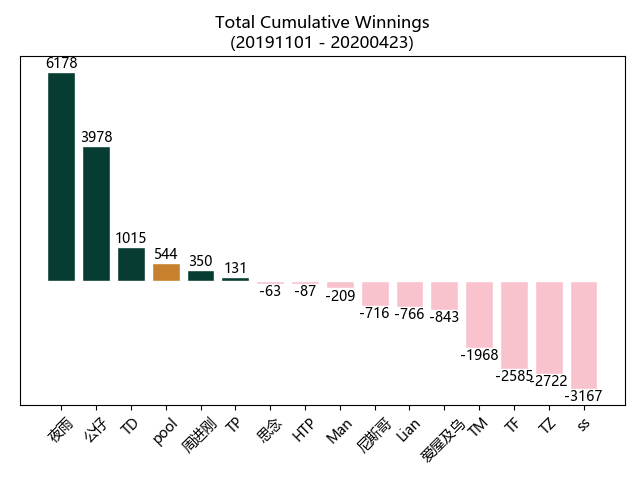 Total Cumulative Winnings
(20191101 - 20200423)
6178
3978
1015
544
350
131
-63
-87
-209
-716
-766
-843
-1968
-2585
-2722
-3167
夜雨
公仔
TD
pool
周进刚
TP
思念
HTP
Man
尼斯哥
Lian
爱屋及乌
TM
TF
TZ
ss